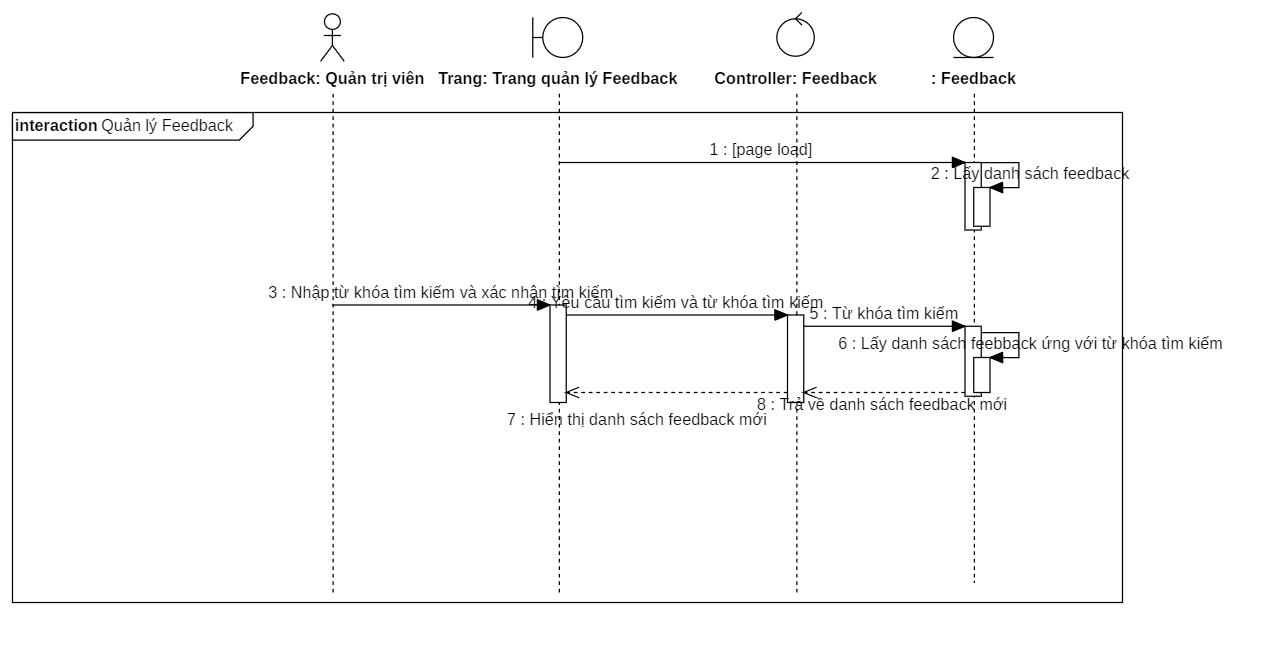 Feedback: Quản trị viên
Trang: Trang quản lý Feedback
Controller: Feedback
: Feedback
interaction Quản lý Feedback
1 : [page load]
2 : Lấy danh sách feedback
3 : Nhập từ khóa tìm kiếm và xác nhận tìm kiếm
4 : Yêu cầu tìm kiếm và từ khóa tìm kiếm
5 : Từ khóa tìm kiếm
6 : Lấy danh sách feebback ứng với từ khóa tìm kiếm
8 : Trả về danh sách feedback mới
7 : Hiển thị danh sách feedback mới